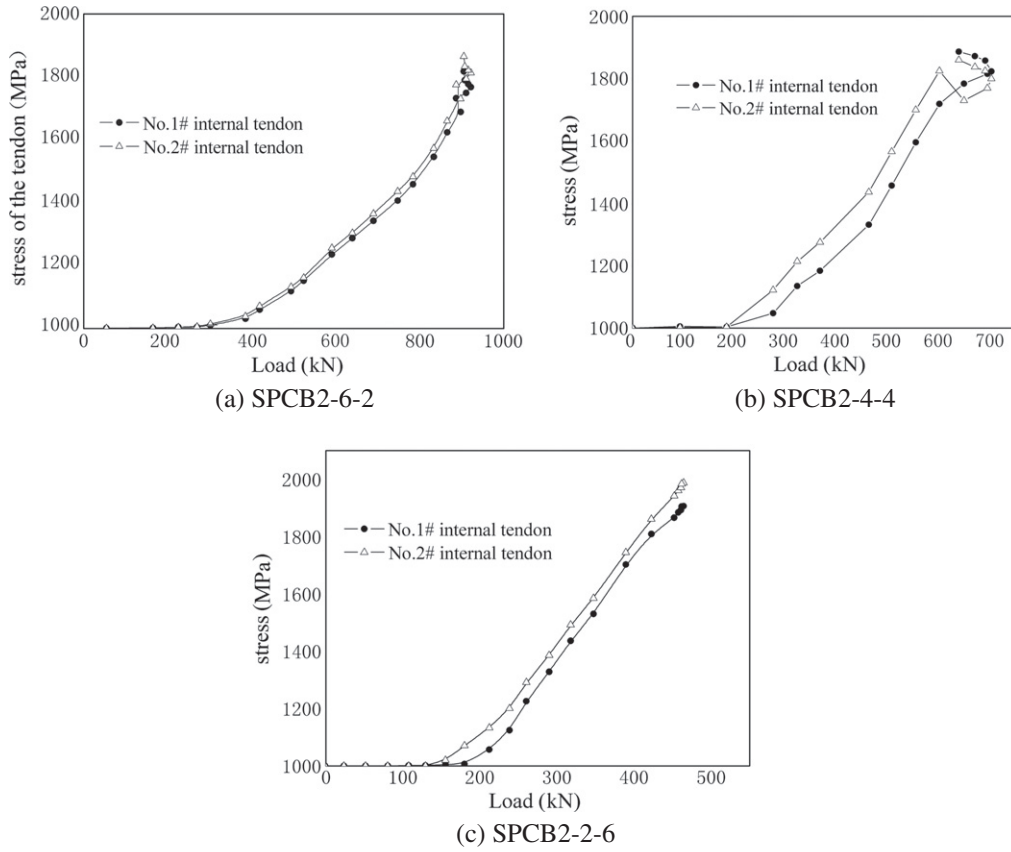 2000
1800
1600
1400
1200
1000
stress of the tendon (MPa)
No.1# internal tendon
No.2# internal tendon
0 200 400 600 800 1000
Load (kN)
(a) SPCB2-6-2
2000
1800
1600
1400
1200
1000
stress (MPa)
No.1# internal tendon
No.2# internal tendon
0 100 200 300 400 500 600 700
Load (kN)
(b) SPCB2-4-4
2000
1800
1600
1400
1200
1000
stress (MPa)
No.1# internal tendon
No.2# internal tendon
0 100 200 300 400 500
Load (kN)
(c) SPCB2-2-6